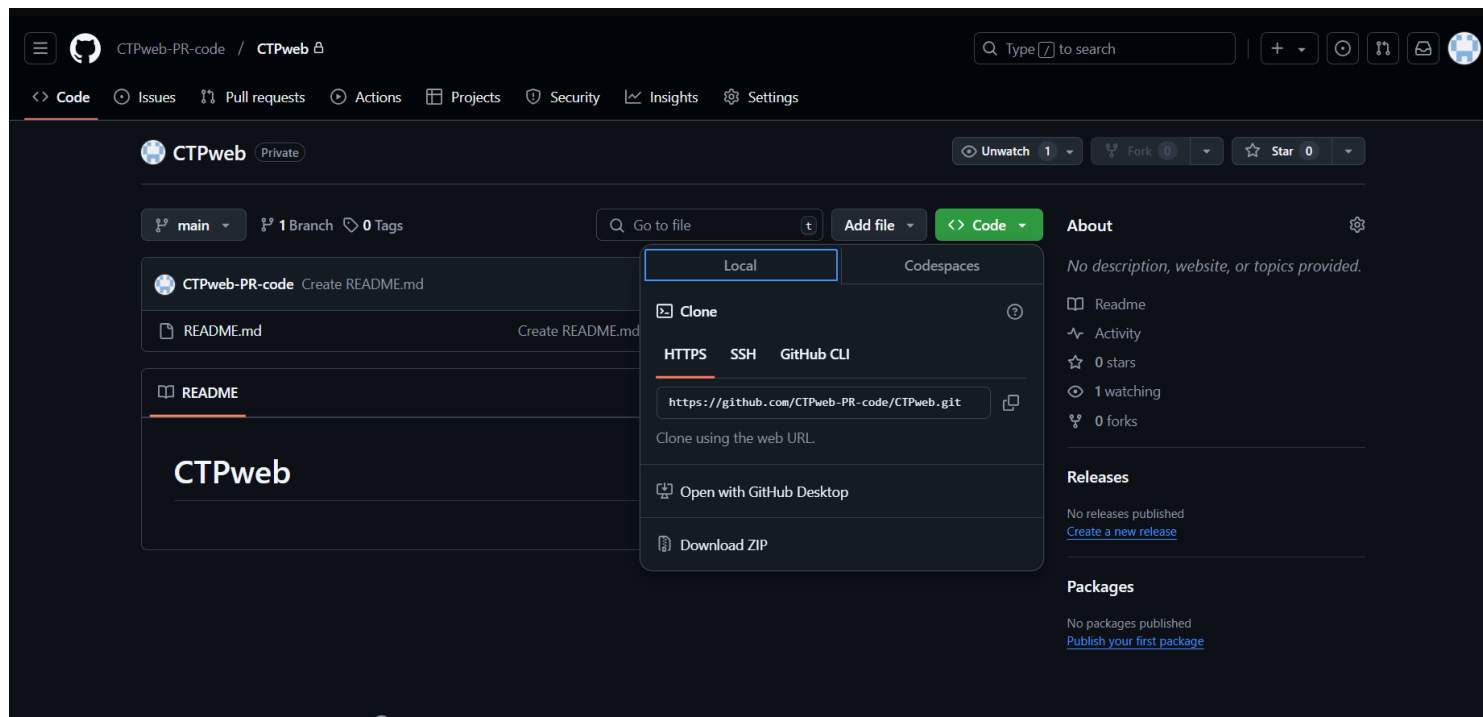 CTPweb-PR-code / CTPweb
Type / to search
Code Issues Pull requests Actions Projects Security Insights Settings
CTPweb Private
Unwatch 1 Fork 0 Star 0
main 1 Branch 0 Tags
Go to file t Add file Code
CTPweb-PR-code Create README.md
README.md Create README.md
README
CTPweb
Local Codespaces
Clone
HTTPS SSH GitHub CLI
https://github.com/CTPweb-PR-code/CTPweb.git
Clone using the web URL.
Open with GitHub Desktop
Download ZIP
About
No description, website, or topics provided.
Readme
Activity
0 stars
1 watching
0 forks
Releases
No releases published
Create a new release
Packages
No packages published
Publish your first package